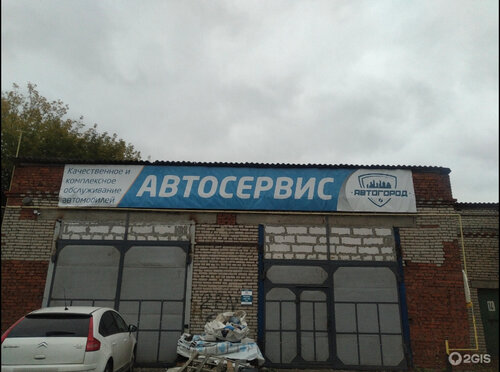 Качественное и
комплексное
обслуживание
автомобилей
АВТОСЕРВИС
АВТОГОРОД
2GIS